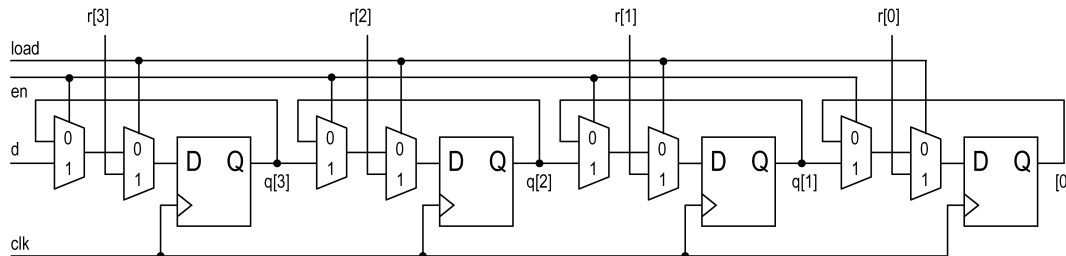 r[3] r[2] r[1] r[0]
load
en
0 0 0 0 0 0 0 0
d
1 1 1 1 1 1 1 1
D Q D Q D Q D Q
q[3] q[2] q[1] [0
clk